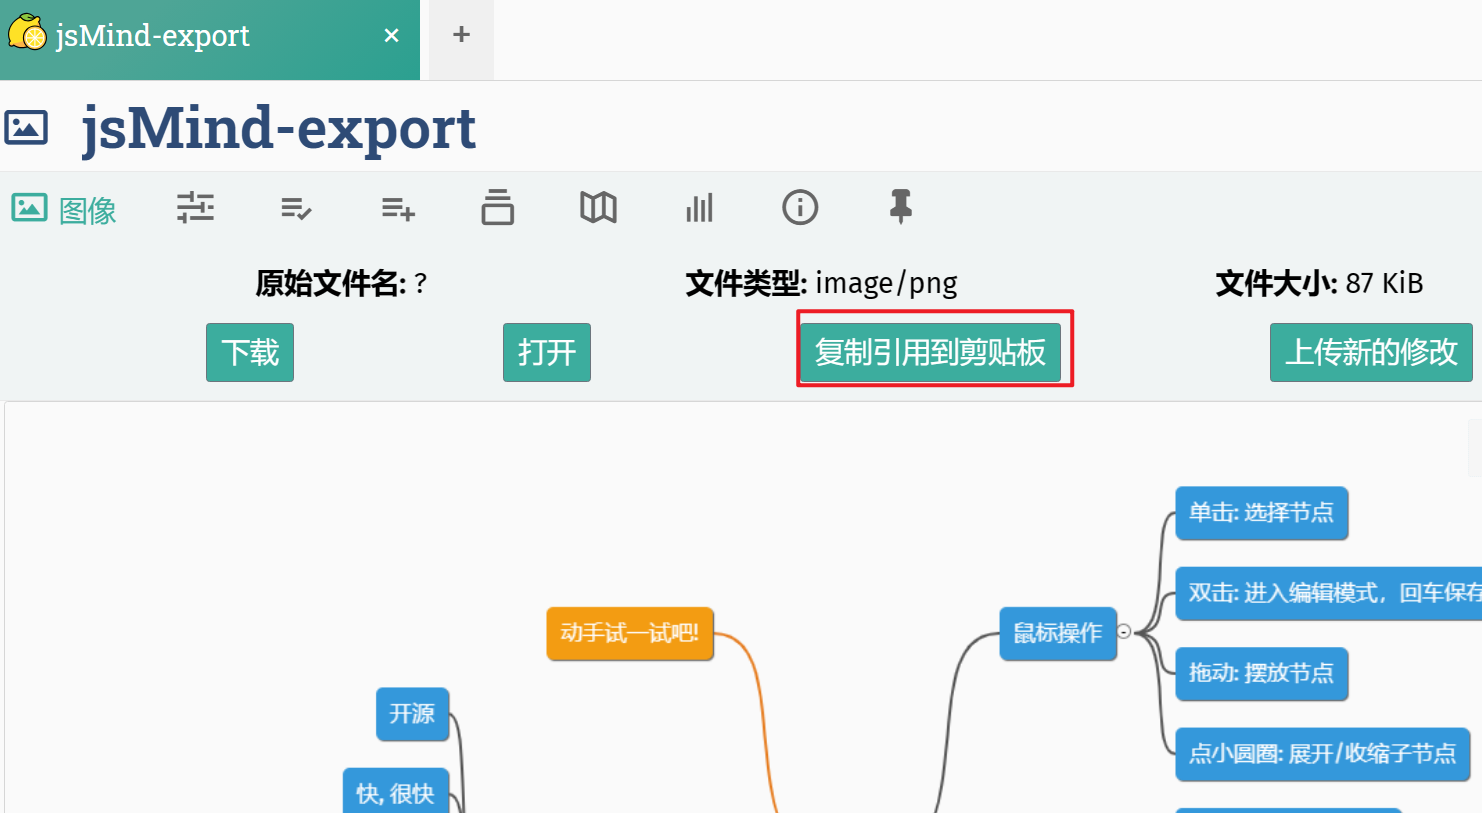 jsMind-export × +
jsMind-export
图像
原始文件名: ? 文件类型: image/png 文件大小: 87 KiB
下载 打开 复制引用到剪贴板 上传新的修改
单击: 选择节点
双击: 进入编辑模式，回车保存
动手试一试吧!
鼠标操作
拖动: 摆放节点
开源
点小圆圈: 展开/收缩子节点
快, 很快